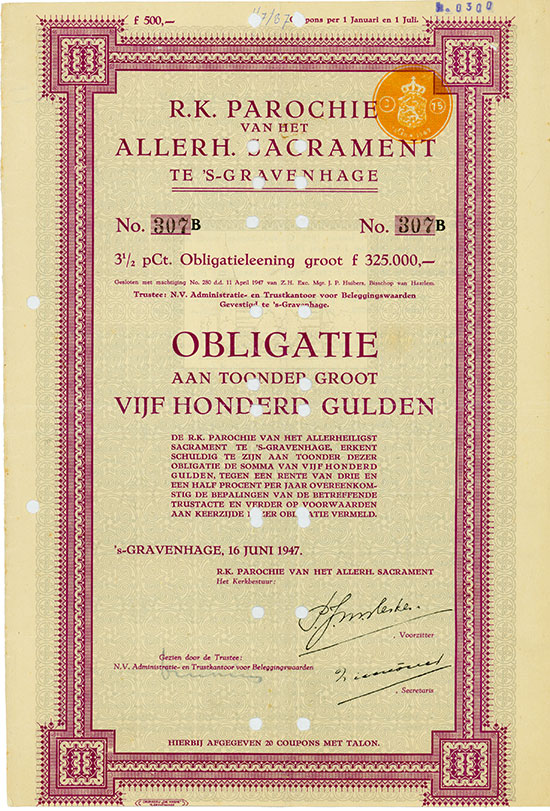 No. 0300
£ 500,—
Coupons per 1 Januari en 1 Juli.
R.K. PAROCHIE
VAN HET
ALLERH. SACRAMENT
TE 'S-GRAVENHAGE
No. 307 B
No. 307 B
3½ pCt. Obligatieleening groot f 325.000,—
Gesloten met machtiging No. 280 d.d. 11 April 1947 van Z.H. Exc. Mgr. J. P. Huibers, Bisschop van Haarlem.
Trustee: N.V. Administratie- en Trustkantoor voor Beleggingswaarden
Gevestigd te 's-Gravenhage.
OBLIGATIE
AAN TOONDER GROOT
VIJF HONDERD GULDEN
DE R.K. PAROCHIE VAN HET ALLERHEILIGST
SACRAMENT TE 'S-GRAVENHAGE, ERKENT
SCHULDIG TE ZIJN AAN TOONDER DEZER
OBLIGATIE DE SOMMA VAN VIJF HONDERD
GULDEN, TEGEN EEN RENTE VAN DRIE EN
EEN HALF PROCENT PER JAAR OVEREENKOM-
STIG DE BEPALINGEN VAN DE BETREFFENDE
TRUSTACTE EN VERDER OP VOORWAARDEN
AAN KEERZIJDE DEZER OBLIGATIE VERMELD.
's-GRAVENHAGE, 16 JUNI 1947.
R.K. PAROCHIE VAN HET ALLERH. SACRAMENT
Het Kerkbestuur:
, Voorzitter
Gezien door de Trustee:
N.V. Administratie- en Trustkantoor voor Beleggingswaarden
, Secretaris
HIERBIJ AFGEGEVEN 20 COUPONS MET TALON.